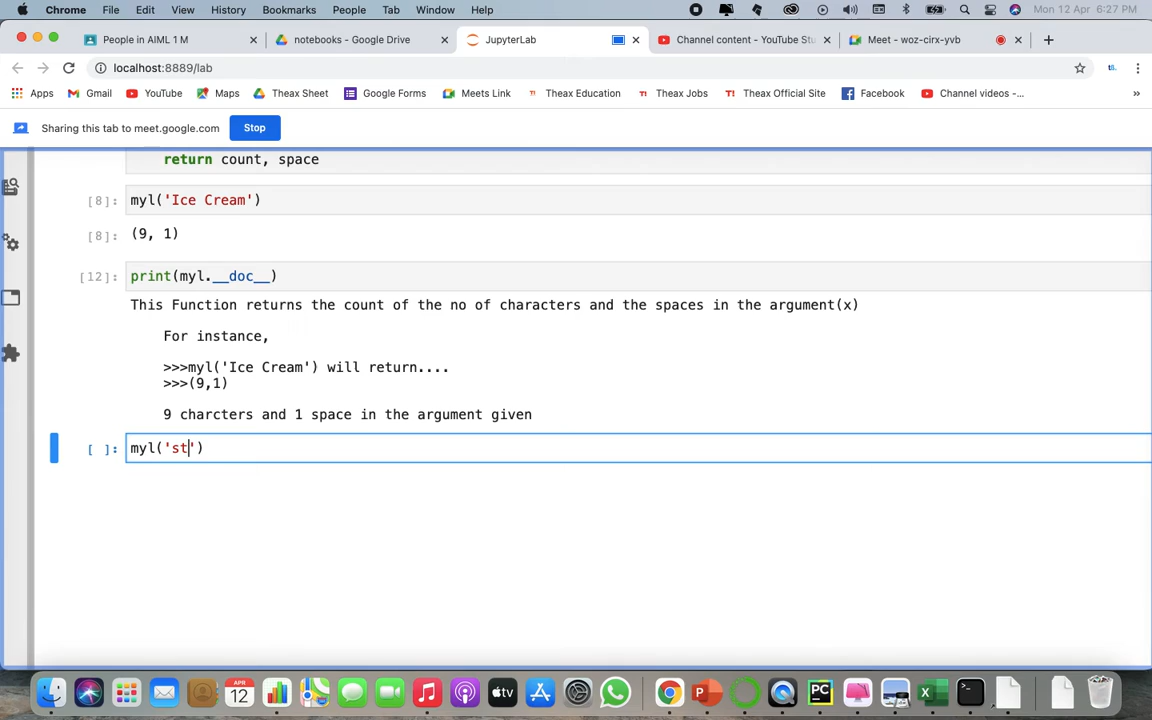 Chrome File Edit View History Bookmarks People Tab Window Help Mon 12 Apr 6:27 PM
People in AIML 1 M notebooks - Google Drive JupyterLab Channel content - YouTube Stu Meet - woz-cirx-yvb
localhost:8889/lab
Apps Gmail YouTube Maps Theax Sheet Google Forms Meets Link Theax Education Theax Jobs Theax Official Site Facebook Channel videos -... »
Sharing this tab to meet.google.com Stop
return count, space
[8]: myl('Ice Cream')
[8]: (9, 1)
[12]: print(myl.__doc__)
This Function returns the count of the no of characters and the spaces in the argument(x)
For instance,
>>>myl('Ice Cream') will return....
>>>(9,1)
9 charcters and 1 space in the argument given
[ ]: myl('st')
APR
12
tv
P
PC
X
>_